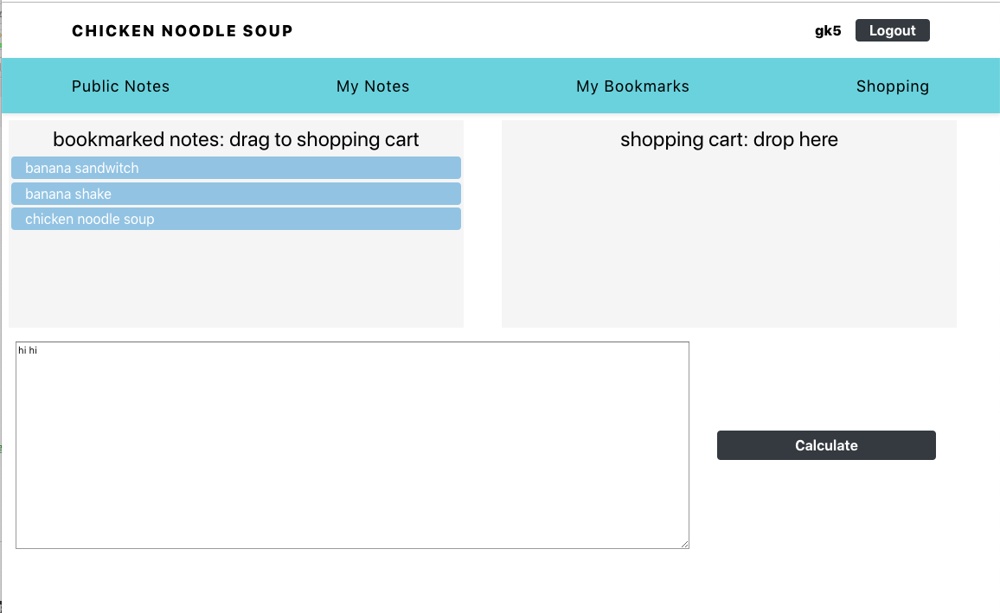 CHICKEN NOODLE SOUP
gk5 Logout
Public Notes My Notes My Bookmarks Shopping
bookmarked notes: drag to shopping cart
banana sandwitch
banana shake
chicken noodle soup
shopping cart: drop here
hi hi
Calculate